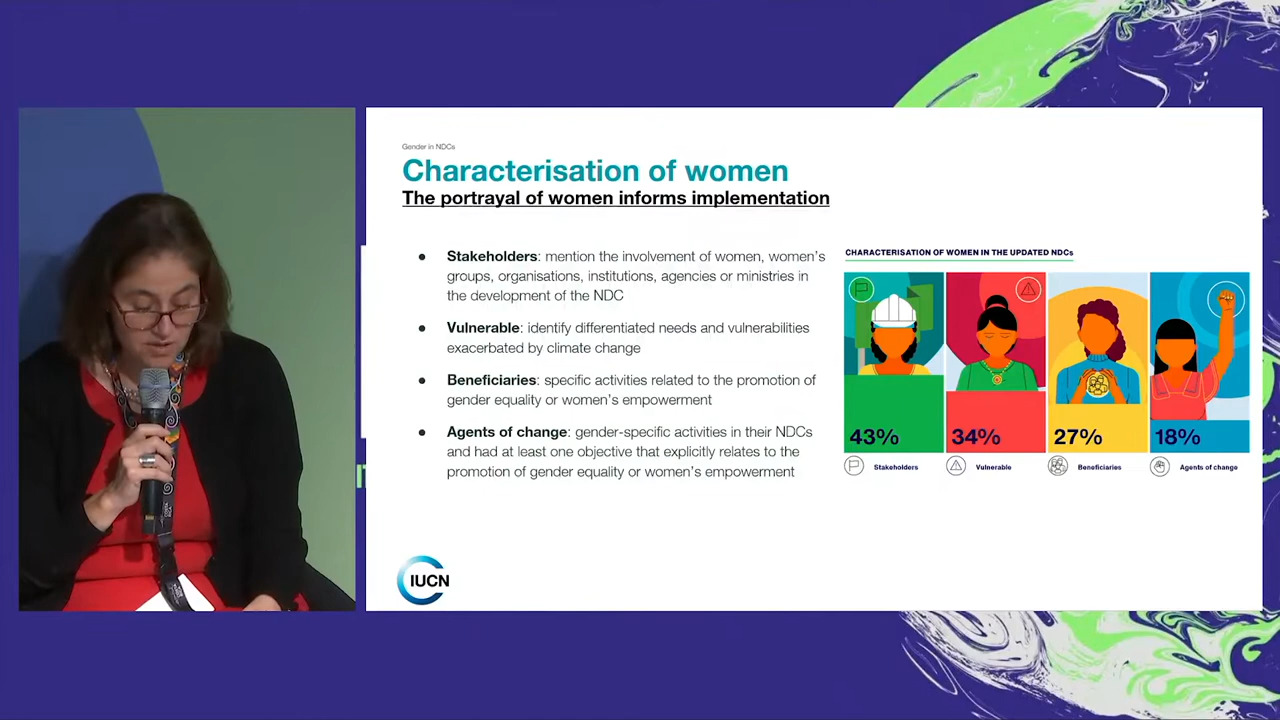 Gender in NDCs
Characterisation of women
The portrayal of women informs implementation
● Stakeholders: mention the involvement of women, women's
groups, organisations, institutions, agencies or ministries in
the development of the NDC
● Vulnerable: identify differentiated needs and vulnerabilities
exacerbated by climate change
● Beneficiaries: specific activities related to the promotion of
gender equality or women's empowerment
● Agents of change: gender-specific activities in their NDCs
and had at least one objective that explicitly relates to the
promotion of gender equality or women's empowerment
CHARACTERISATION OF WOMEN IN THE UPDATED NDCs
43% 34% 27% 18%
Stakeholders Vulnerable Beneficiaries Agents of change
IUCN